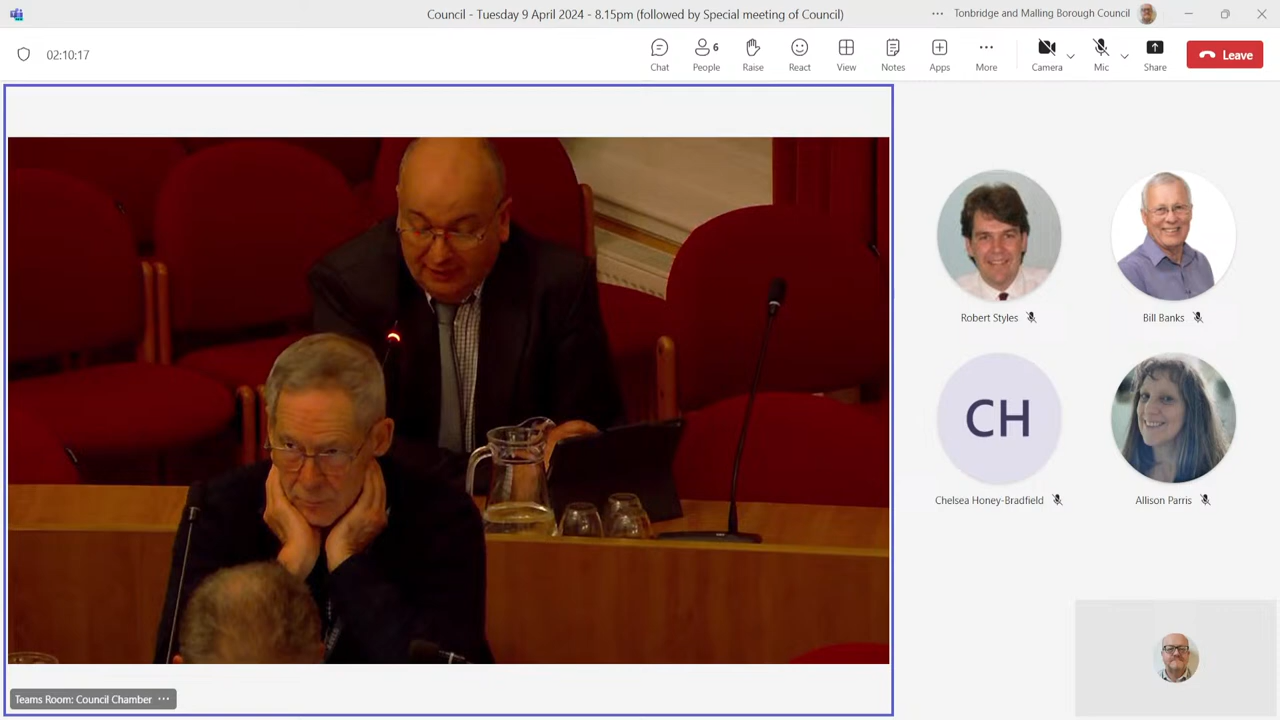 Council - Tuesday 9 April 2024 - 8.15pm (followed by Special meeting of Council)
Tonbridge and Malling Borough Council
02:10:17
Chat
People
6
Raise
React
View
Notes
Apps
More
Camera
Mic
Share
Leave
Robert Styles
Bill Banks
CH
Chelsea Honey-Bradfield
Allison Parris
Teams Room: Council Chamber